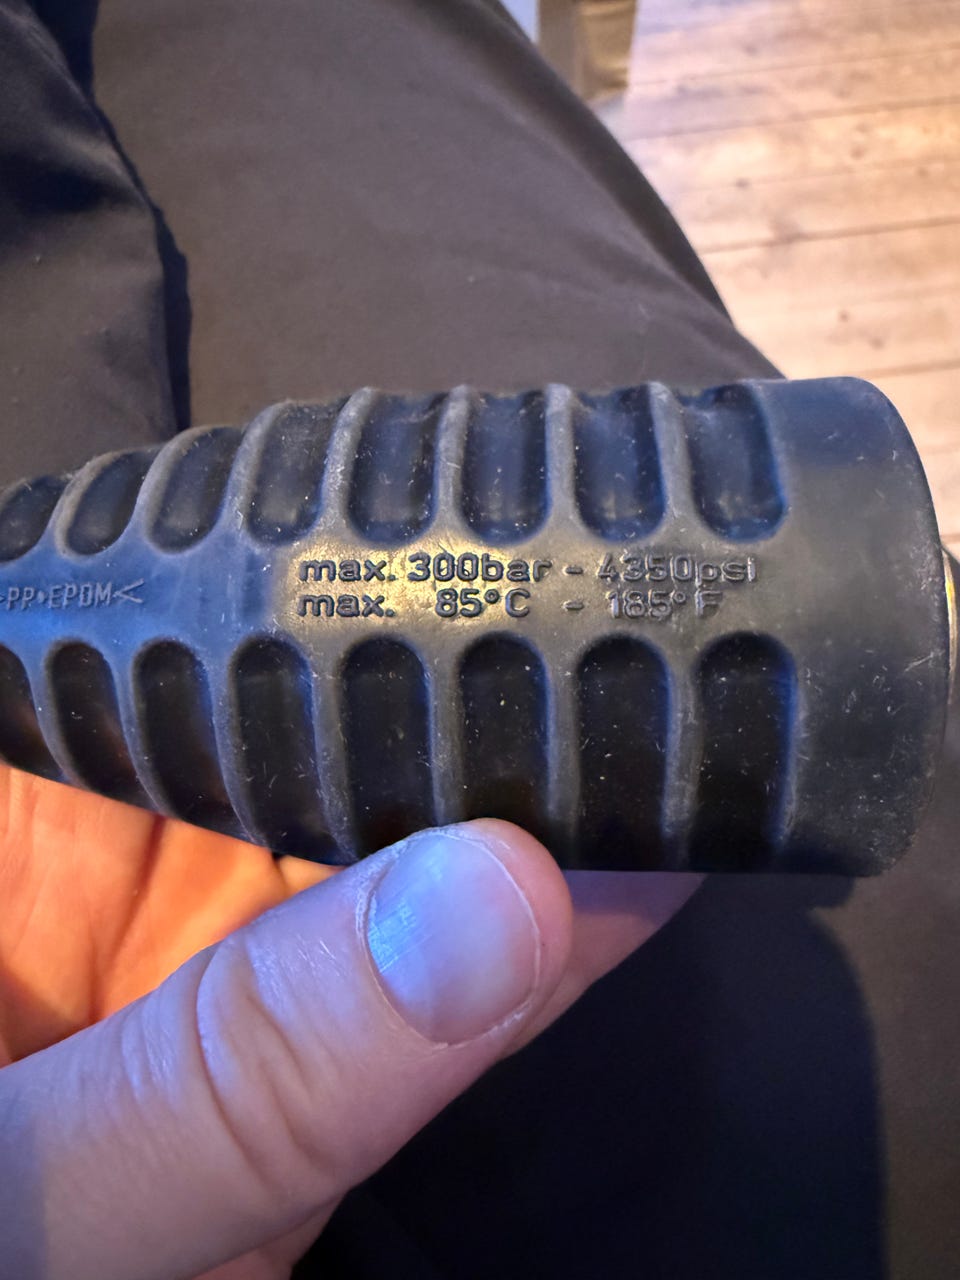 >PP+EPDM<
max. 300bar - 4350psi
max. 85°C - 185°F